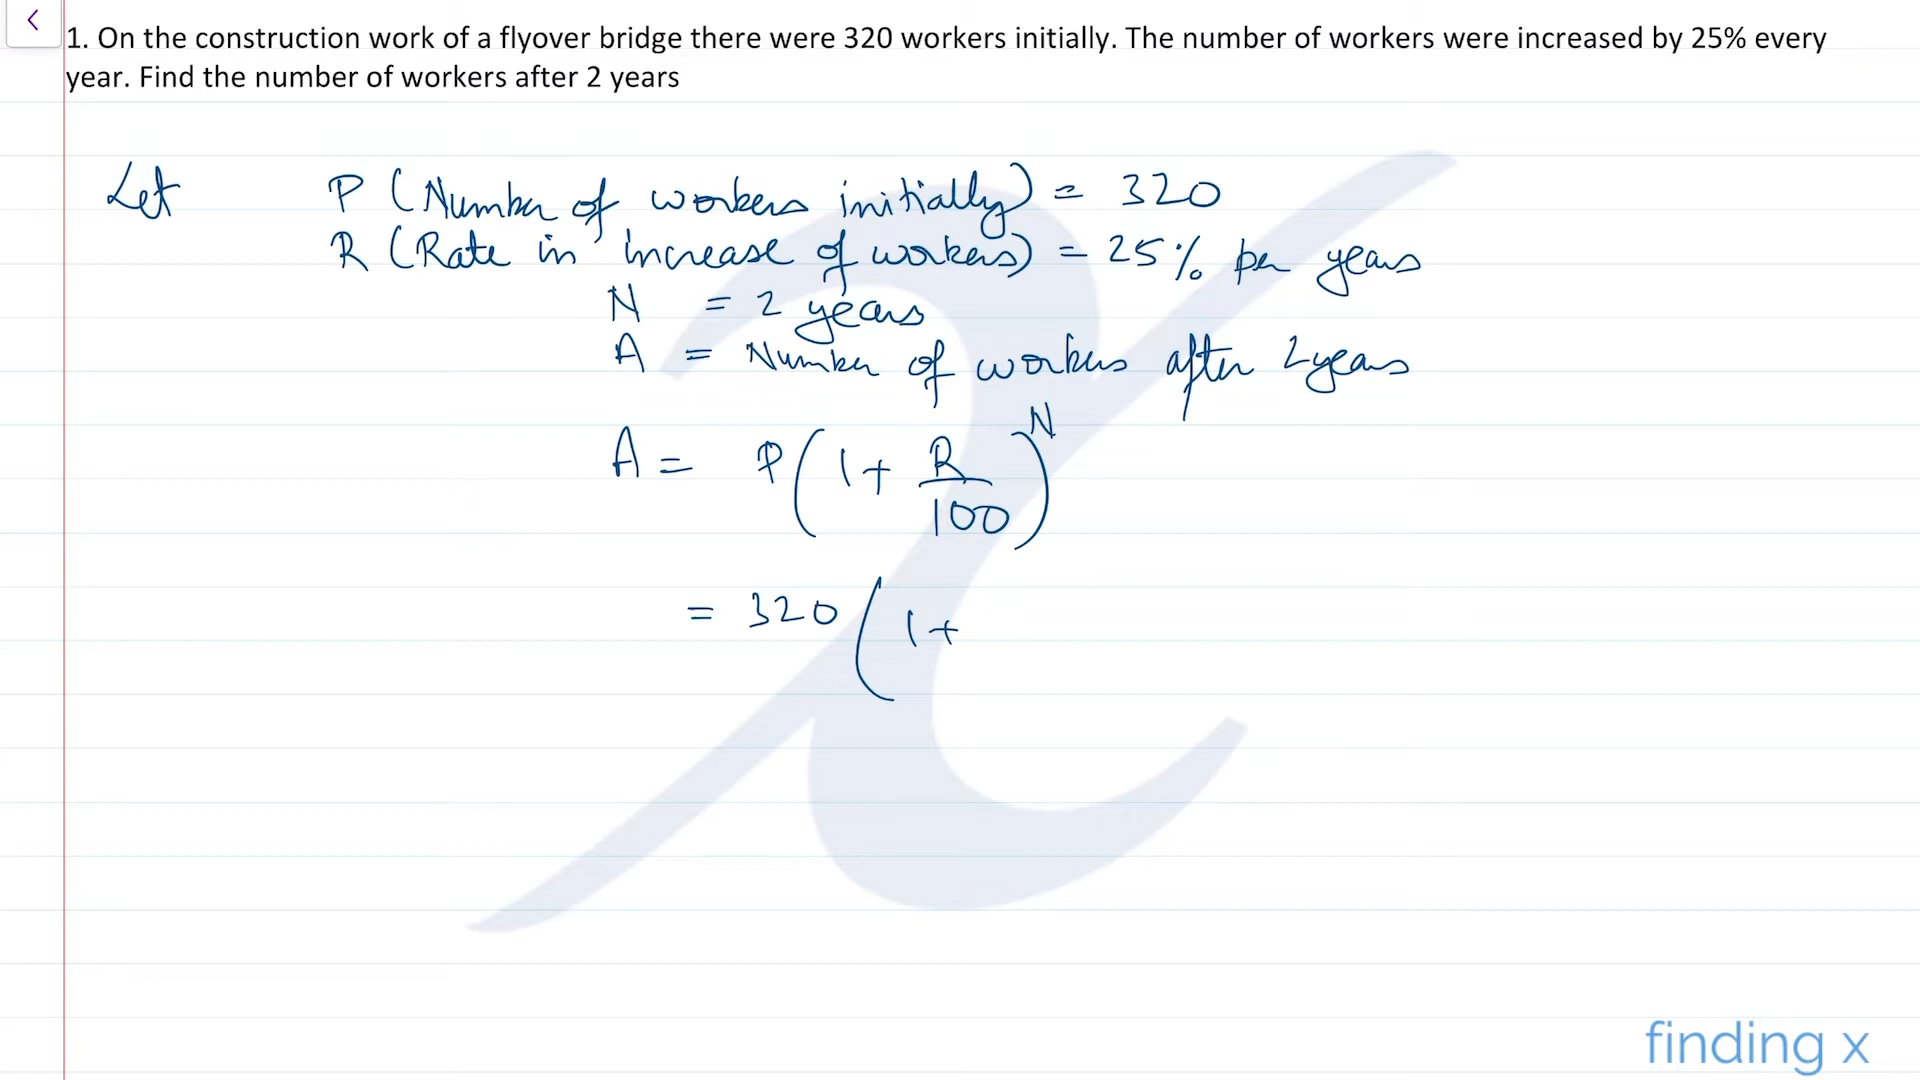 1. On the construction work of a flyover bridge there were 320 workers initially. The number of workers were increased by 25% every
year. Find the number of workers after 2 years
Let P (Number of workers initially) = 320
R (Rate in increase of workers) = 25% per years
N = 2 years
A = Number of workers after 2 years
A = P(1 + R/100)^N
= 320 (1+
finding x